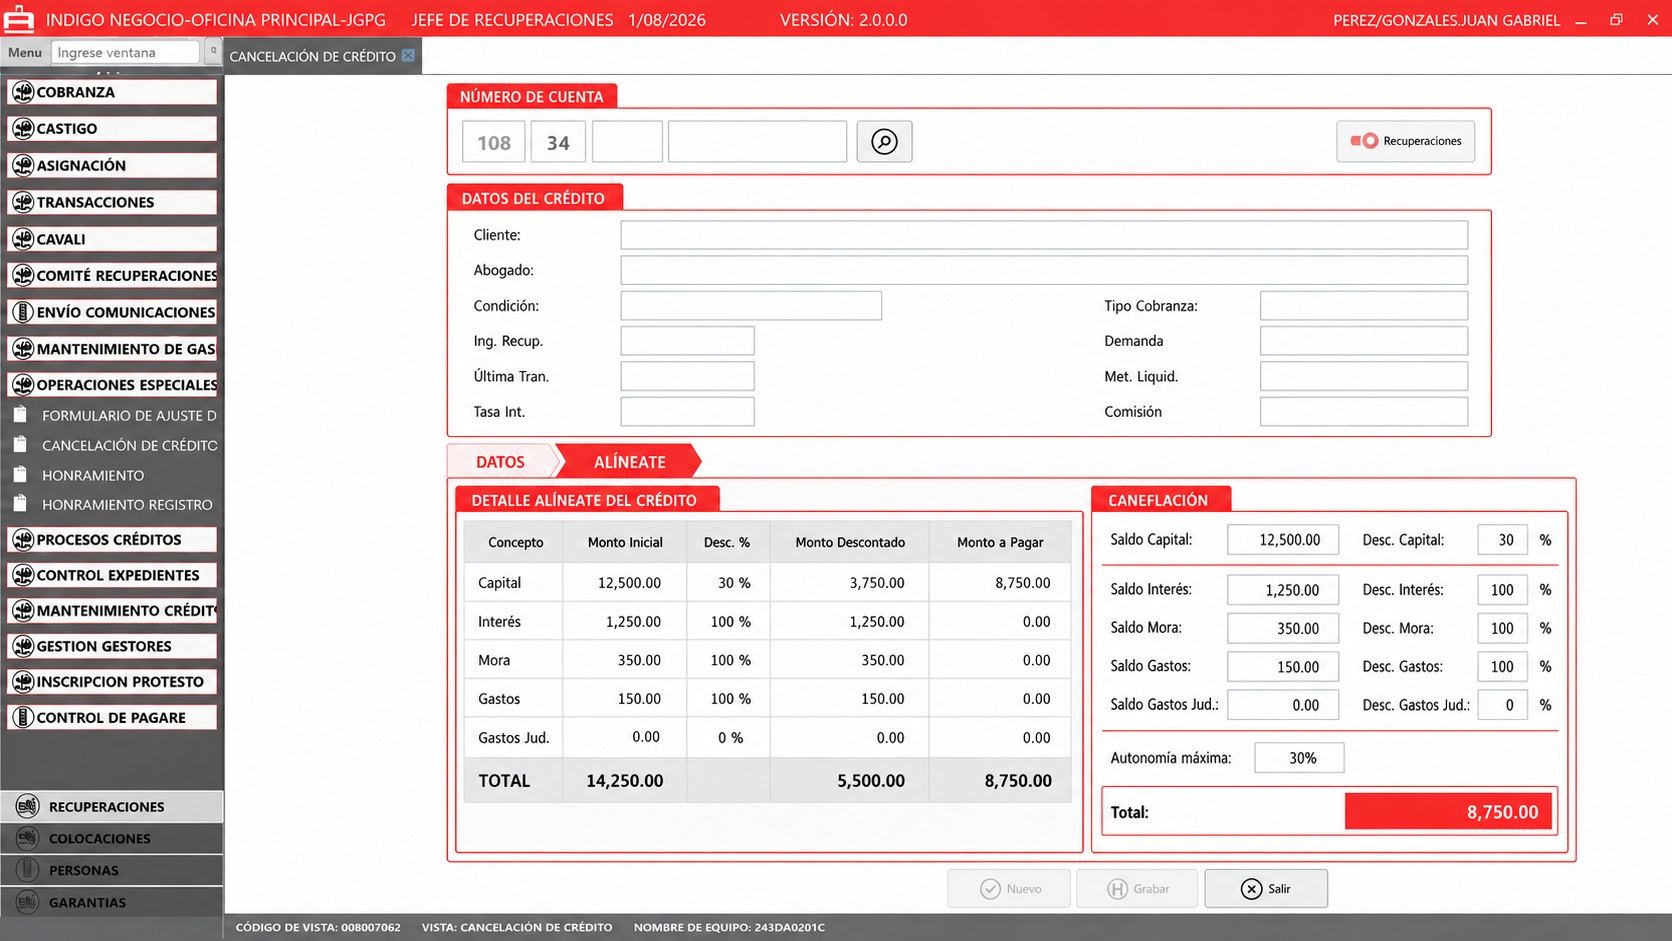 INDIGO NEGOCIO-OFICINA PRINCIPAL-JGPG JEFE DE RECUPERACIONES 1/08/2026 VERSIÓN: 2.0.0.0 PEREZ/GONZALES.JUAN GABRIEL
Menu Ingrese ventana CANCELACIÓN DE CRÉDITO
COBRANZA
CASTIGO
ASIGNACIÓN
TRANSACCIONES
CAVALI
COMITÉ RECUPERACIONES
ENVÍO COMUNICACIONES
MANTENIMIENTO DE GAS
OPERACIONES ESPECIALES
FORMULARIO DE AJUSTE D
CANCELACIÓN DE CRÉDITO
HONRAMIENTO
HONRAMIENTO REGISTRO
PROCESOS CRÉDITOS
CONTROL EXPEDIENTES
MANTENIMIENTO CRÉDIT
GESTION GESTORES
INSCRIPCION PROTESTO
CONTROL DE PAGARE
RECUPERACIONES
COLOCACIONES
PERSONAS
GARANTIAS
NÚMERO DE CUENTA
108 34 Recuperaciones
DATOS DEL CRÉDITO
Cliente:
Abogado:
Condición: Tipo Cobranza:
Ing. Recup. Demanda
Última Tran. Met. Liquid.
Tasa Int. Comisión
DATOS ALÍNEATE
DETALLE ALÍNEATE DEL CRÉDITO
Concepto Monto Inicial Desc. % Monto Descontado Monto a Pagar
Capital 12,500.00 30 % 3,750.00 8,750.00
Interés 1,250.00 100 % 1,250.00 0.00
Mora 350.00 100 % 350.00 0.00
Gastos 150.00 100 % 150.00 0.00
Gastos Jud. 0.00 0 % 0.00 0.00
TOTAL 14,250.00 5,500.00 8,750.00
CANEFLACIÓN
Saldo Capital: 12,500.00 Desc. Capital: 30 %
Saldo Interés: 1,250.00 Desc. Interés: 100 %
Saldo Mora: 350.00 Desc. Mora: 100 %
Saldo Gastos: 150.00 Desc. Gastos: 100 %
Saldo Gastos Jud.: 0.00 Desc. Gastos Jud.: 0 %
Autonomía máxima: 30%
Total: 8,750.00
Nuevo Grabar Salir
CÓDIGO DE VISTA: 008007062 VISTA: CANCELACIÓN DE CRÉDITO NOMBRE DE EQUIPO: 243DA0201C